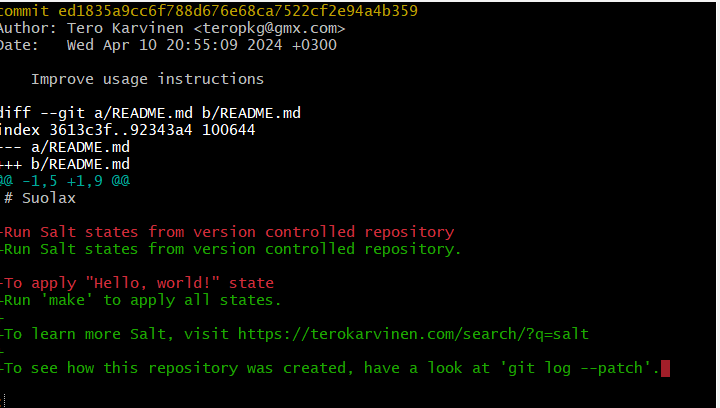 commit ed1835a9cc6f788d676e68ca7522cf2e94a4b359
Author: Tero Karvinen <teropkg@gmx.com>
Date:   Wed Apr 10 20:55:09 2024 +0300
    Improve usage instructions
diff --git a/README.md b/README.md
index 3613c3f..92343a4 100644
--- a/README.md
+++ b/README.md
@@ -1,5 +1,9 @@
 # Suolax
-Run Salt states from version controlled repository
+Run Salt states from version controlled repository.
-To apply "Hello, world!" state
+Run 'make' to apply all states.
+
+To learn more Salt, visit https://terokarvinen.com/search/?q=salt
+
+To see how this repository was created, have a look at 'git log --patch'.
: